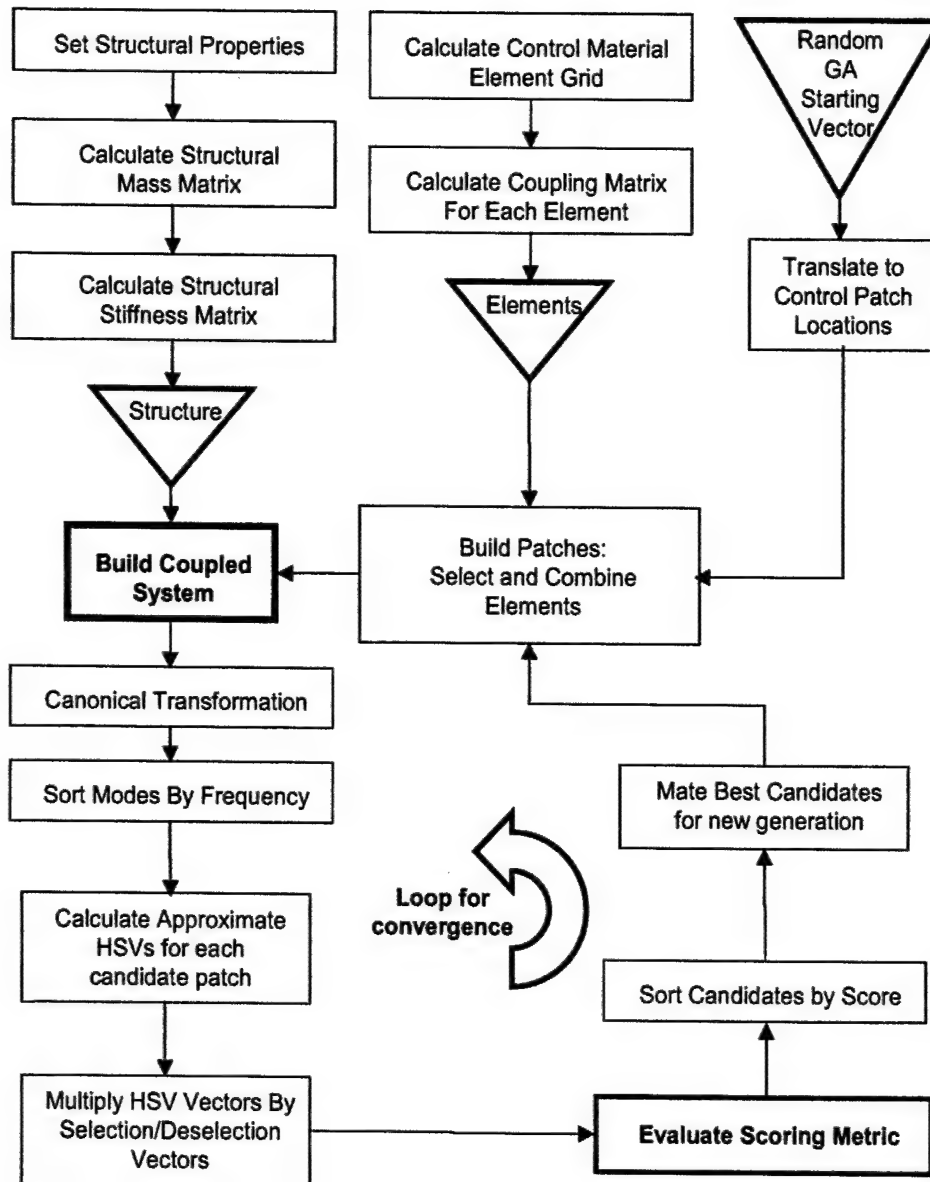 Set Structural Properties
Calculate Structural
Mass Matrix
Calculate Structural
Stiffness Matrix
Structure
Build Coupled
System
Canonical Transformation
Sort Modes By Frequency
Calculate Approximate
HSVs for each
candidate patch
Multiply HSV Vectors By
Selection/Deselection
Vectors
Calculate Control Material
Element Grid
Calculate Coupling Matrix
For Each Element
Elements
Build Patches:
Select and Combine
Elements
Random
GA
Starting
Vector
Translate to
Control Patch
Locations
Mate Best Candidates
for new generation
Loop for
convergence
Sort Candidates by Score
Evaluate Scoring Metric